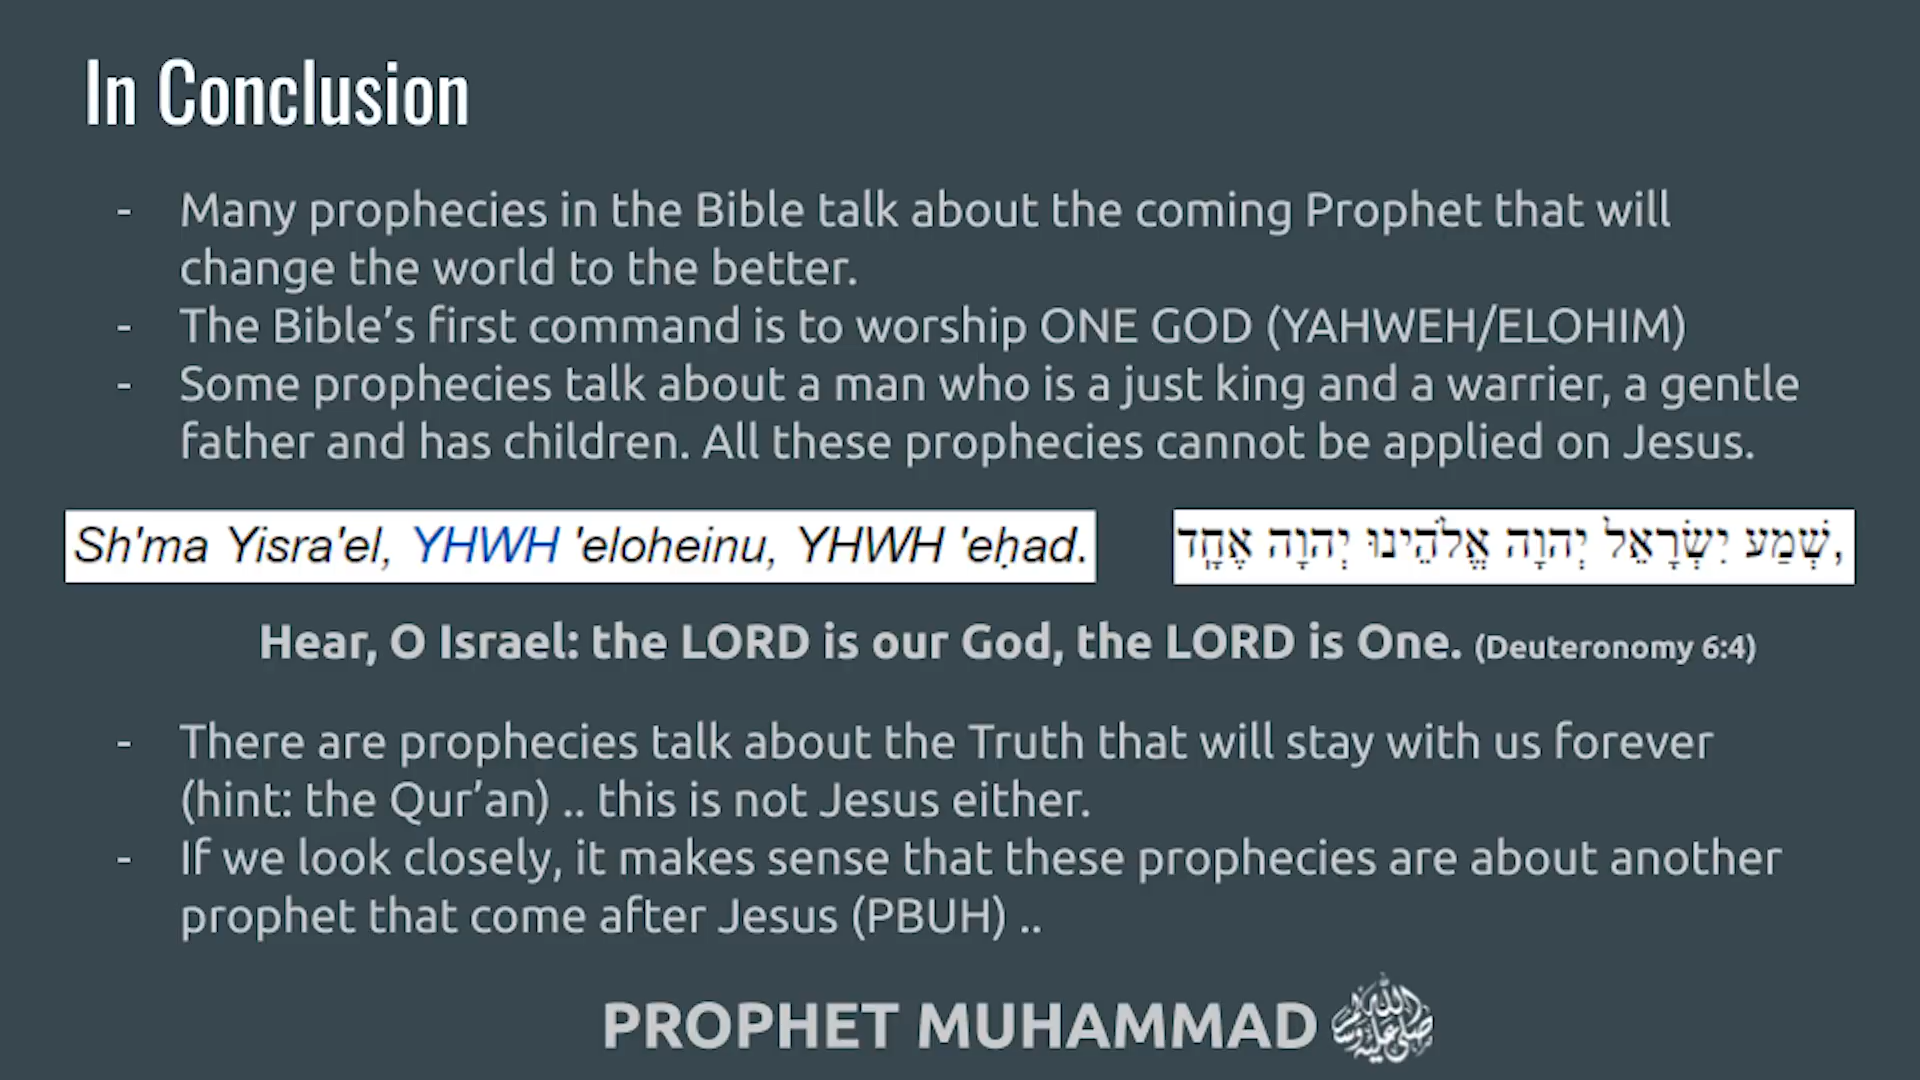 In Conclusion
- Many prophecies in the Bible talk about the coming Prophet that will
change the world to the better.
- The Bible’s first command is to worship ONE GOD (YAHWEH/ELOHIM)
- Some prophecies talk about a man who is a just king and a warrier, a gentle
father and has children. All these prophecies cannot be applied on Jesus.
Sh'ma Yisra'el, YHWH 'eloheinu, YHWH 'eḥad.
שְׁמַע יִשְׂרָאֵל יְהוָה אֱלֹהֵינוּ יְהוָה אֶחָֽד,
Hear, O Israel: the LORD is our God, the LORD is One. (Deuteronomy 6:4)
- There are prophecies talk about the Truth that will stay with us forever
(hint: the Qur’an) .. this is not Jesus either.
- If we look closely, it makes sense that these prophecies are about another
prophet that come after Jesus (PBUH) ..
PROPHET MUHAMMAD صلى الله عليه وسلم